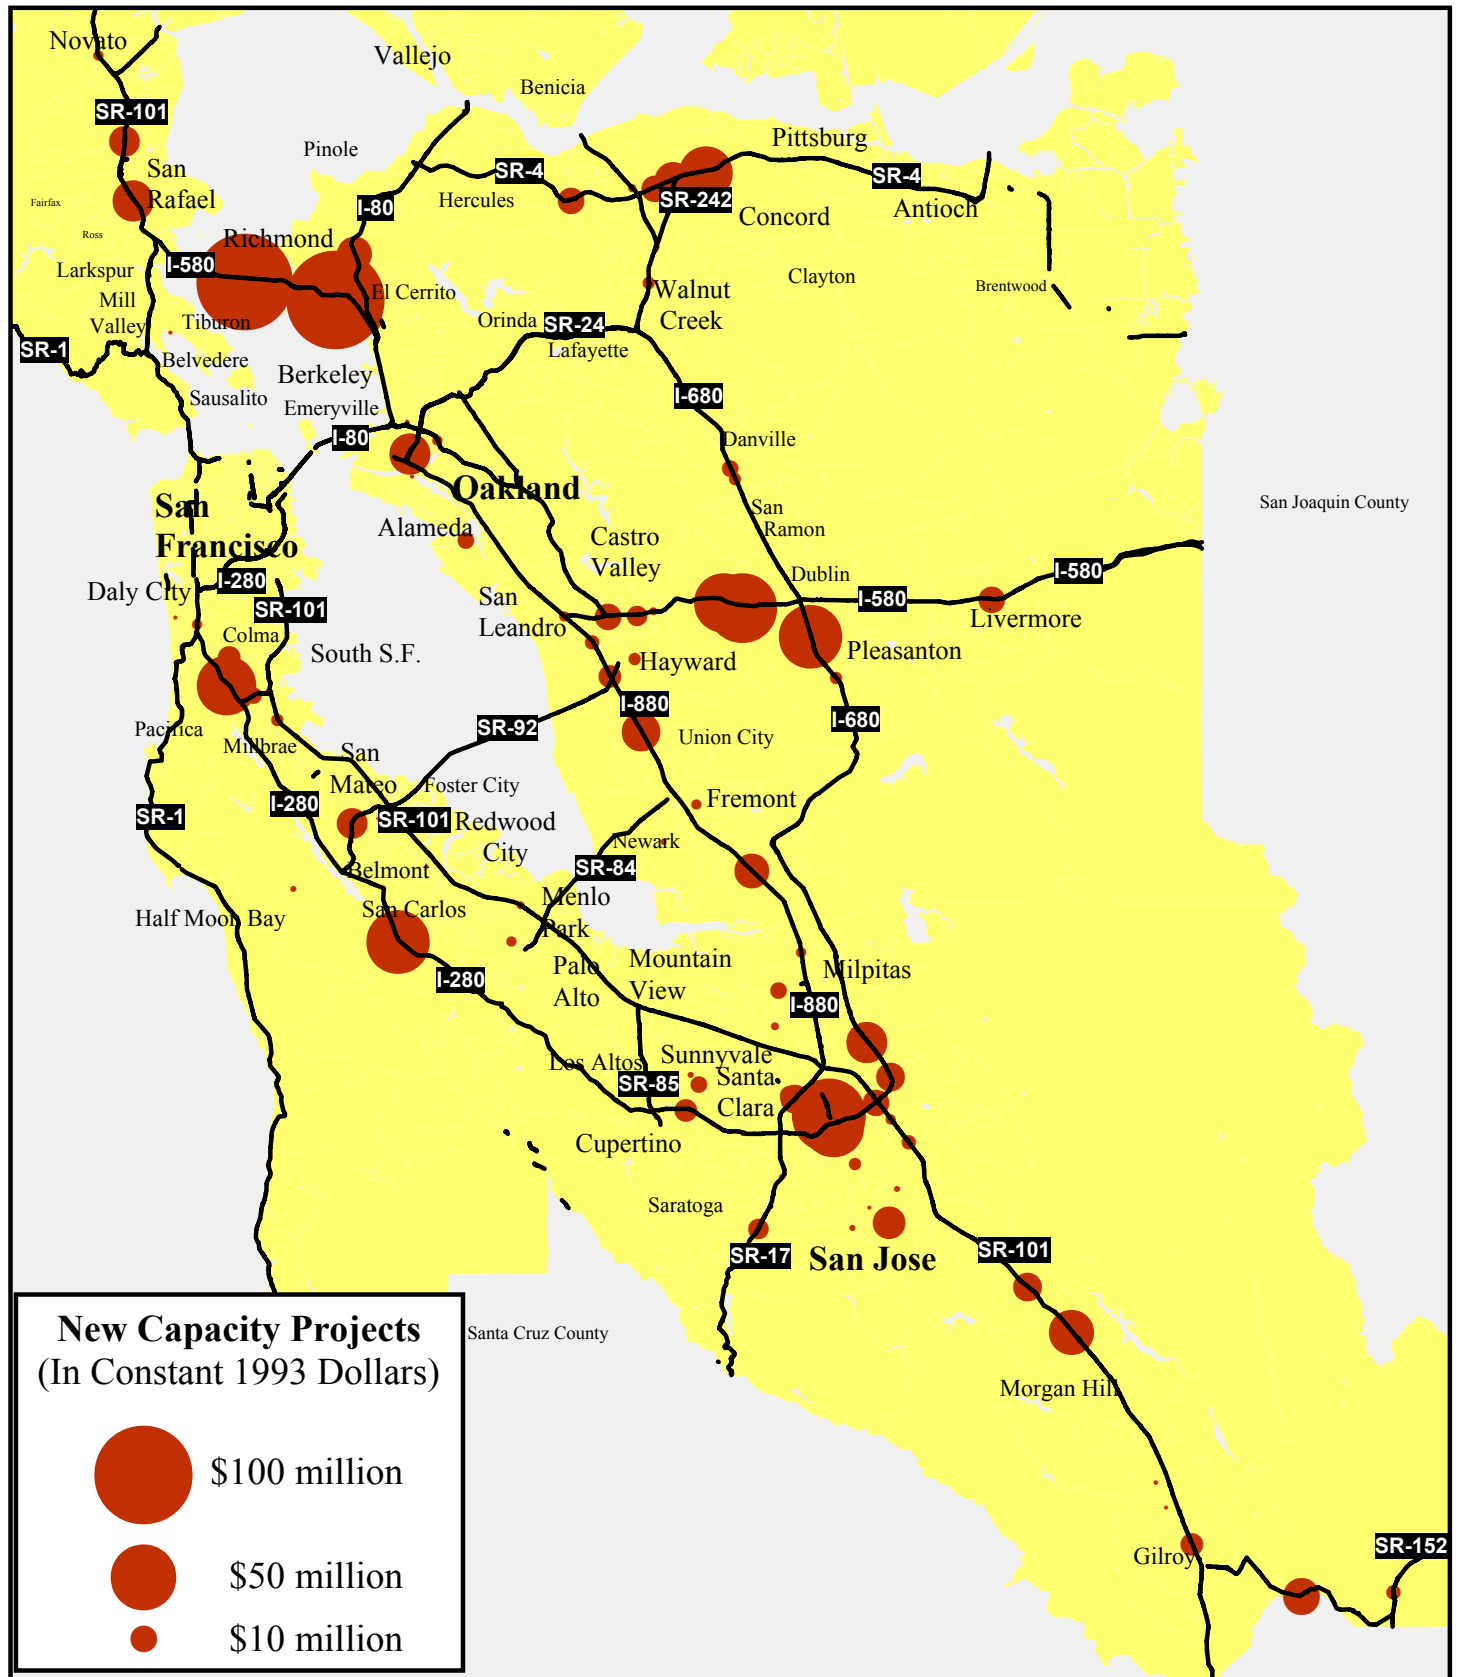 Novato
Vallejo
Benicia
SR-101
Pinole
Pittsburg
San
Rafael
SR-4
SR-4
Fairfax
I-80
Hercules
SR-242
Concord
Antioch
Ross
Richmond
I-580
Larkspur
Clayton
Brentwood
Mill
Valley
El Cerrito
Walnut
Creek
Tiburon
Orinda
SR-24
SR-1
Belvedere
Lafayette
Berkeley
Sausalito
Emeryville
I-680
I-80
Danville
Oakland
San
Francisco
San
Ramon
San Joaquin County
Alameda
Castro
Valley
I-280
Dublin
I-580
Daly City
SR-101
San
Leandro
I-580
Livermore
Colma
South S.F.
Hayward
Pleasanton
I-880
I-680
Pacifica
SR-92
Millbrae
Union City
San
Mateo
Foster City
I-280
Fremont
SR-1
SR-101
Redwood
City
Newark
SR-84
Belmont
Menlo
Park
Half Moon Bay
San Carlos
I-280
Palo
Alto
Mountain
View
Milpitas
I-880
Los Altos
Sunnyvale
SR-85
Santa
Clara
Cupertino
Saratoga
SR-17
San Jose
SR-101
New Capacity Projects
(In Constant 1993 Dollars)
Santa Cruz County
Morgan Hill
$100 million
Gilroy
SR-152
$50 million
$10 million